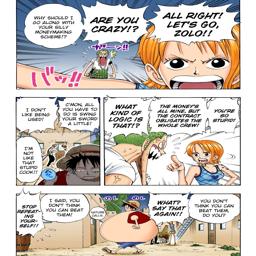 ALL RIGHT!
LET'S GO,
ZOLO!!
ARE YOU
CRAZY!?
WHY SHOULD I
GO ALONG WITH
YOUR SILLY
MONEYMAKING
SCHEME!?
YOU'RE
SO
STUPID!
THE MONEY'S
ALL MINE, BUT
THE CONTRACT
OBLIGATES THE
WHOLE CREW!
WHAT
KIND OF
LOGIC IS
THAT!?
C'MON, ALL
YOU HAVE TO
DO IS SWING
YOUR SWORD
A LITTLE!
I DON'T
LIKE BEING
USED!
I'M NOT
LIKE THAT
STUPID
COOK!!
YOU DON'T
THINK YOU
CAN BEAT
THEM, DO
YOU?
WHAT?
SAY THAT
AGAIN!!
I SAID, YOU
DON'T THINK
YOU CAN
BEAT THEM!
STOP
REPEAT-
ING
YOUR-
SELF!!